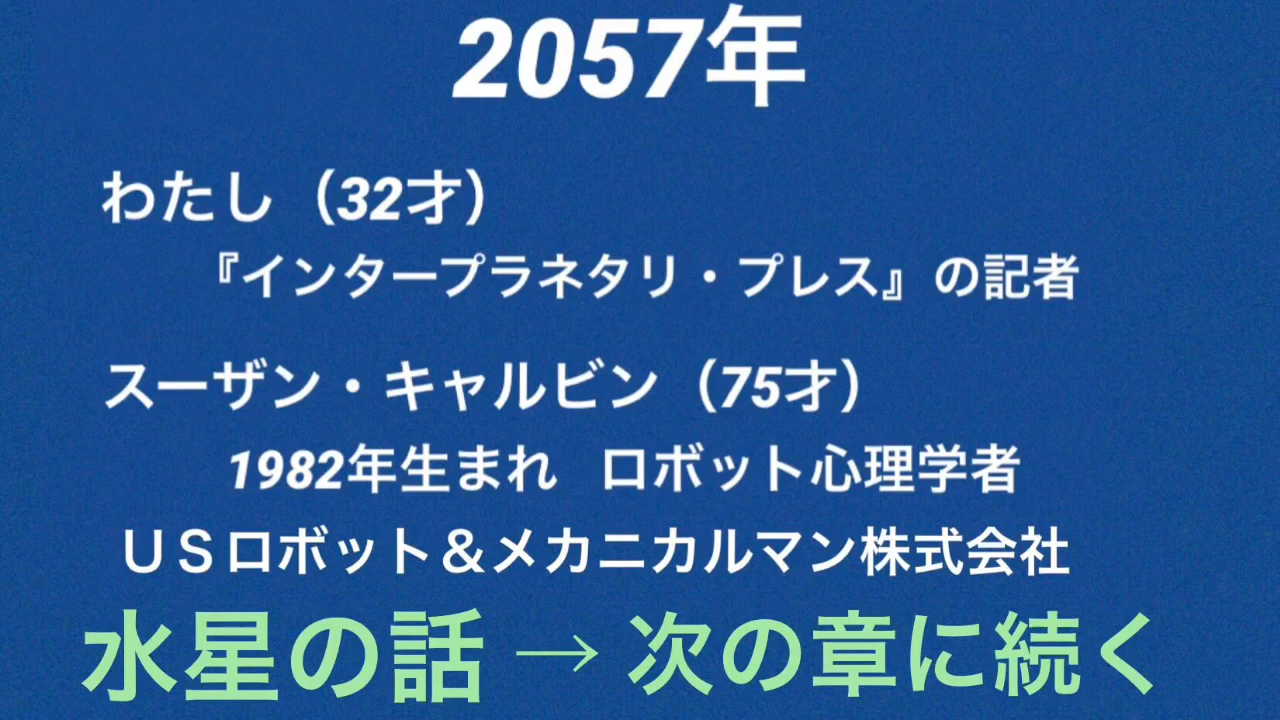 2057年
わたし（32才）
『インタープラネタリ・プレス』の記者
スーザン・キャルビン（75才）
1982年生まれ ロボット心理学者
ＵＳロボット＆メカニカルマン株式会社
水星の話 → 次の章に続く